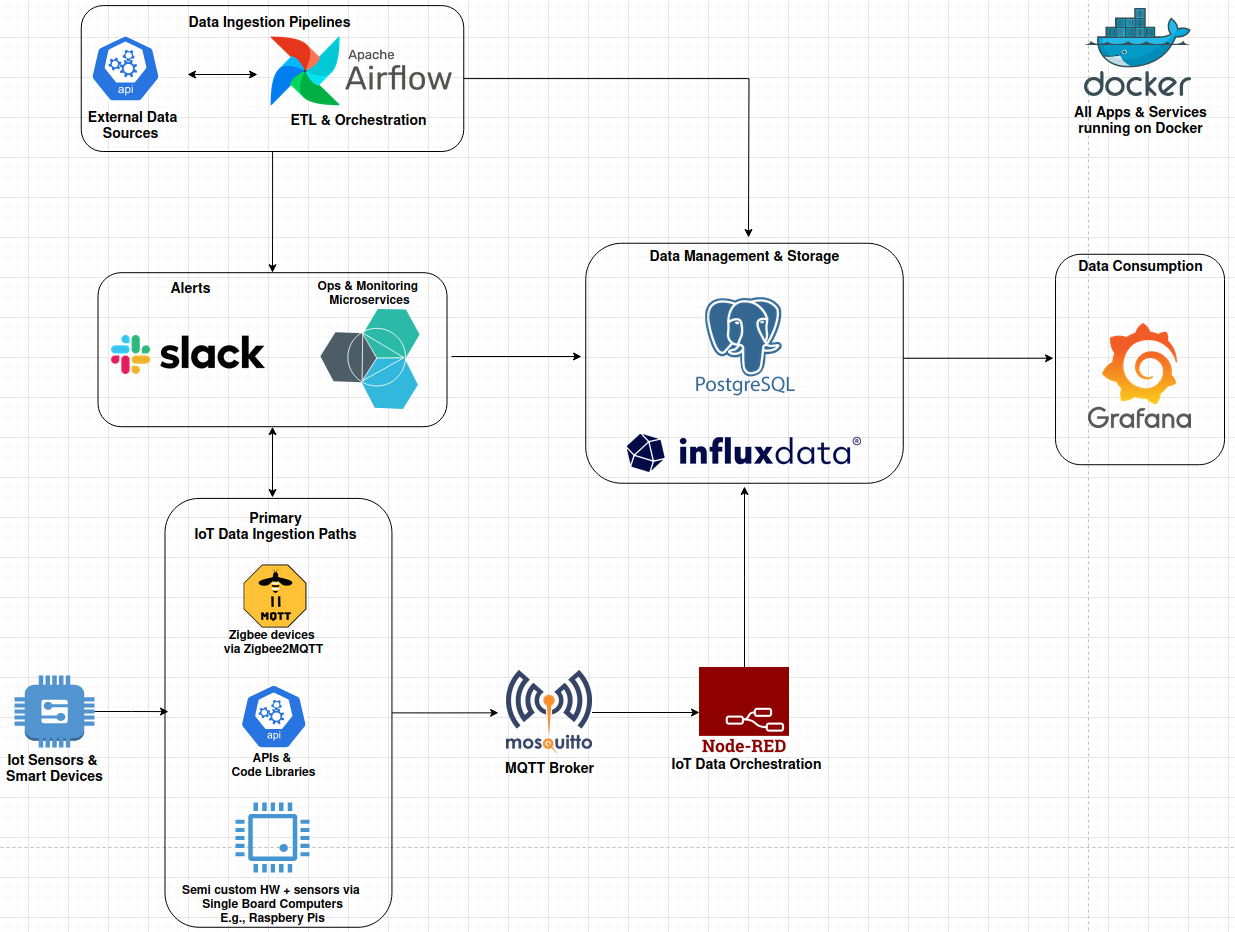 Data Ingestion Pipelines
api
External Data
Sources
Apache
Airflow
ETL & Orchestration
docker
All Apps & Services
running on Docker
Alerts
slack
Ops & Monitoring
Microservices
Data Management & Storage
PostgreSQL
influxdata®
Data Consumption
Grafana
Primary
IoT Data Ingestion Paths
MQTT
Zigbee devices
via Zigbee2MQTT
api
APIs &
Code Libraries
Semi custom HW + sensors via
Single Board Computers
E.g., Raspbery Pis
Iot Sensors &
Smart Devices
mosquitto
MQTT Broker
Node-RED
IoT Data Orchestration